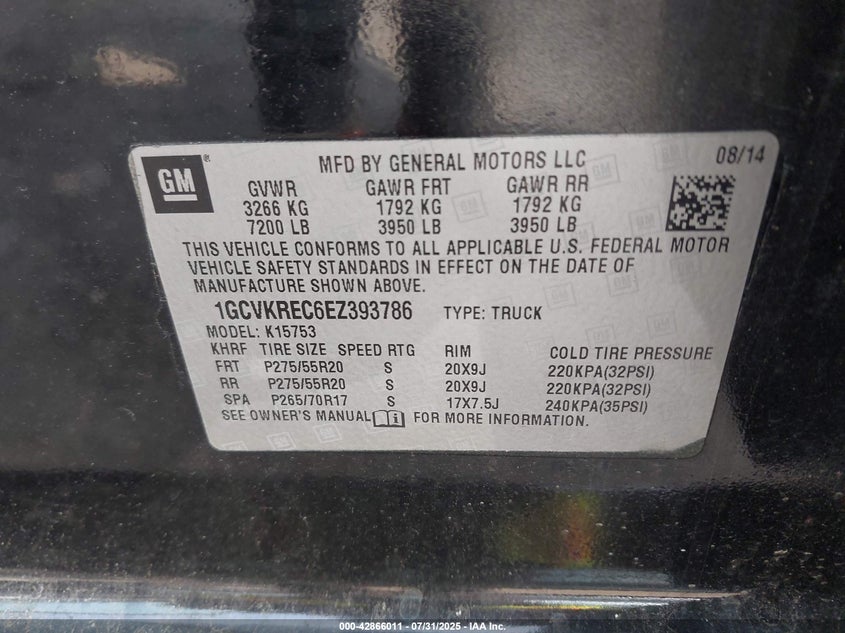 GM
MFD BY GENERAL MOTORS LLC 08/14
GVWR GAWR FRT GAWR RR
3266 KG 1792 KG 1792 KG
7200 LB 3950 LB 3950 LB
THIS VEHICLE CONFORMS TO ALL APPLICABLE U.S. FEDERAL MOTOR
VEHICLE SAFETY STANDARDS IN EFFECT ON THE DATE OF
MANUFACTURE SHOWN ABOVE.
1GCVKREC6EZ393786 TYPE: TRUCK
MODEL: K15753
KHRF TIRE SIZE SPEED RTG RIM COLD TIRE PRESSURE
FRT P275/55R20 S 20X9J 220KPA(32PSI)
RR P275/55R20 S 20X9J 220KPA(32PSI)
SPA P265/70R17 S 17X7.5J 240KPA(35PSI)
SEE OWNER'S MANUAL FOR MORE INFORMATION.
000-42866011 - 07/31/2025 - IAA Inc.